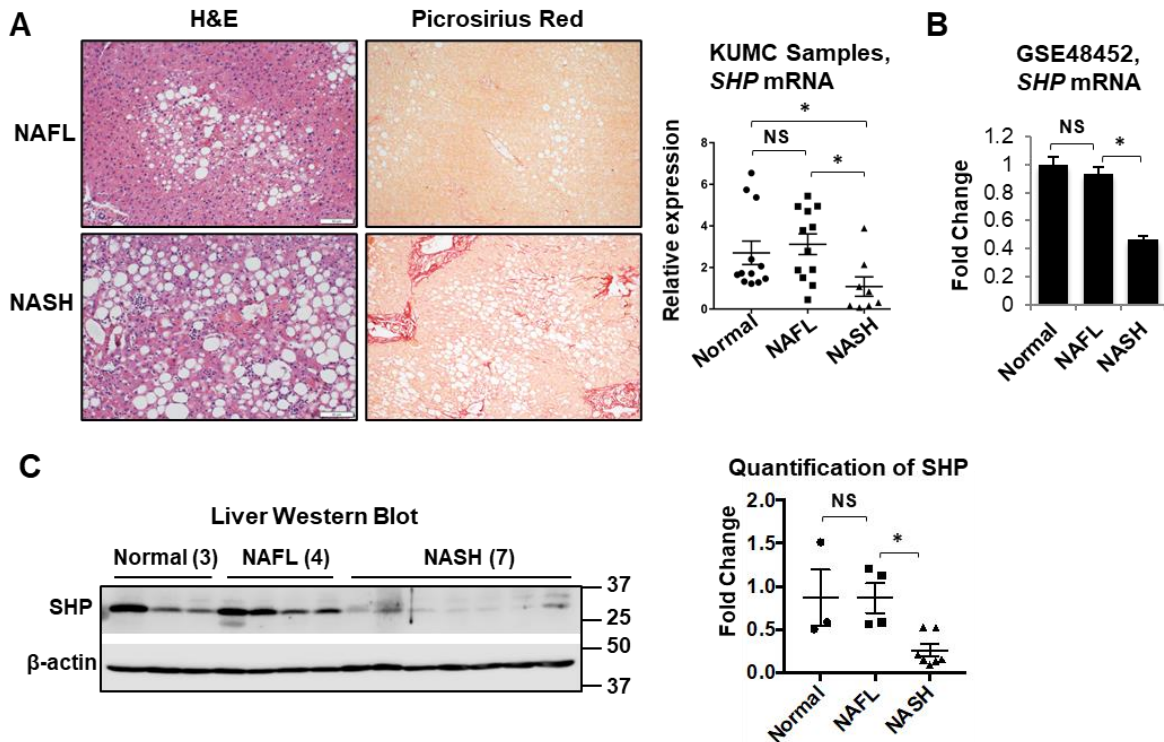 A
H&E
Picrosirius Red
NAFL
NASH
KUMC Samples,
SHP mRNA
*
NS
*
8
6
4
2
0
Relative expression
Normal
NAFL
NASH
B
GSE48452,
SHP mRNA
NS
*
1.2
1
0.8
0.6
0.4
0.2
0
Fold Change
Normal
NAFL
NASH
C
Liver Western Blot
Normal (3)
NAFL (4)
NASH (7)
SHP
β-actin
37
25
50
37
Quantification of SHP
NS
*
2.0
1.5
1.0
0.5
0.0
Fold Change
Normal
NAFL
NASH